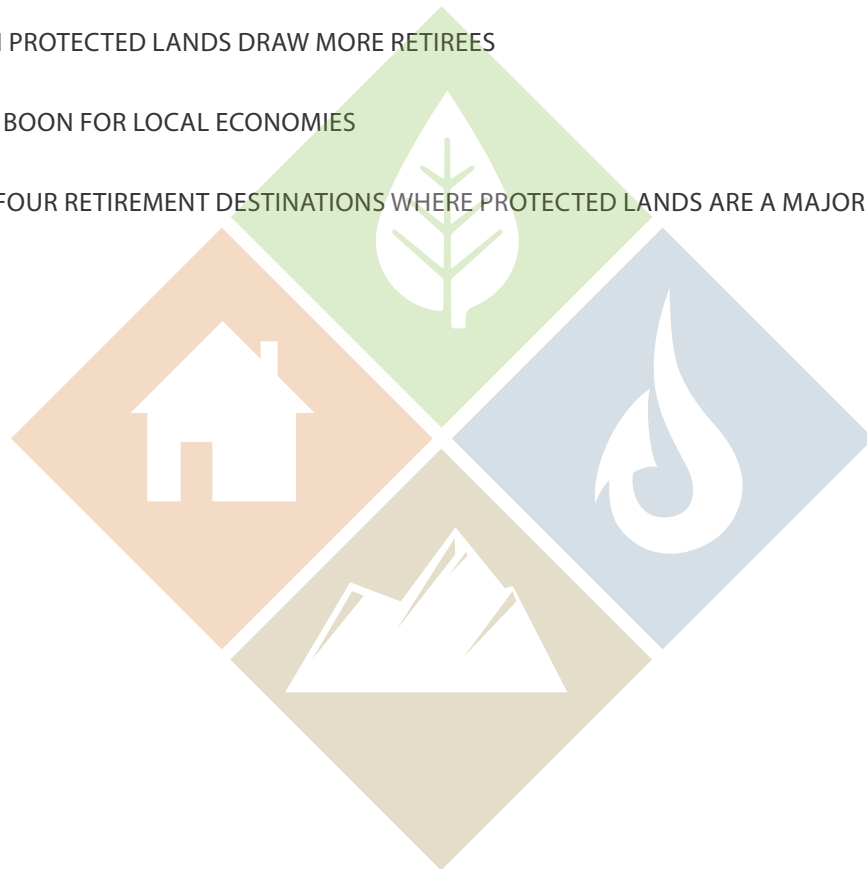 PROTECTED LANDS DRAW MORE RETIREES
BOON FOR LOCAL ECONOMIES
FOUR RETIREMENT DESTINATIONS WHERE PROTECTED LANDS ARE A MAJOR